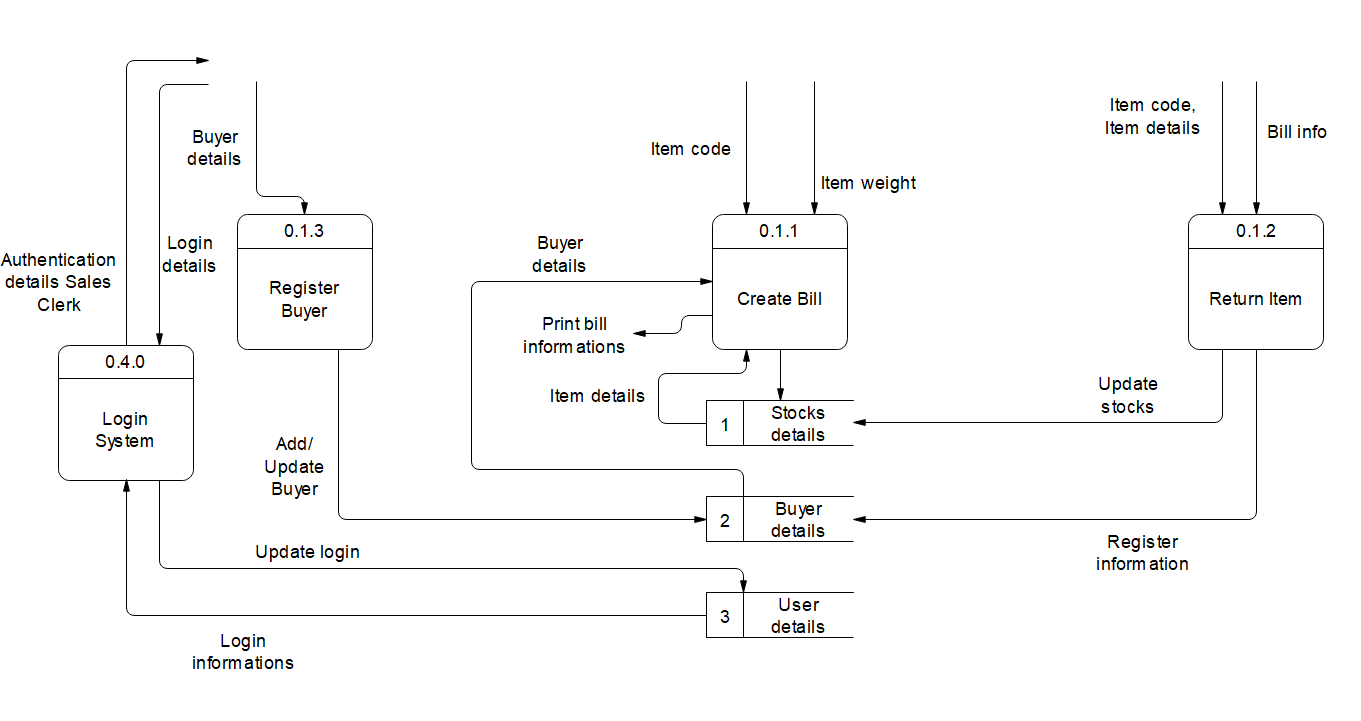 Item code,
Item details
Bill info
Buyer
details
Item code
Item weight
0.1.3
Register
Buyer
0.1.1
Create Bill
0.1.2
Return Item
Authentication
details Sales
Clerk
Login
details
Buyer
details
Print bill
informations
0.4.0
Login
System
Item details
Update
stocks
1
Stocks
details
Add/
Update
Buyer
2
Buyer
details
Update login
Register
information
3
User
details
Login
informations